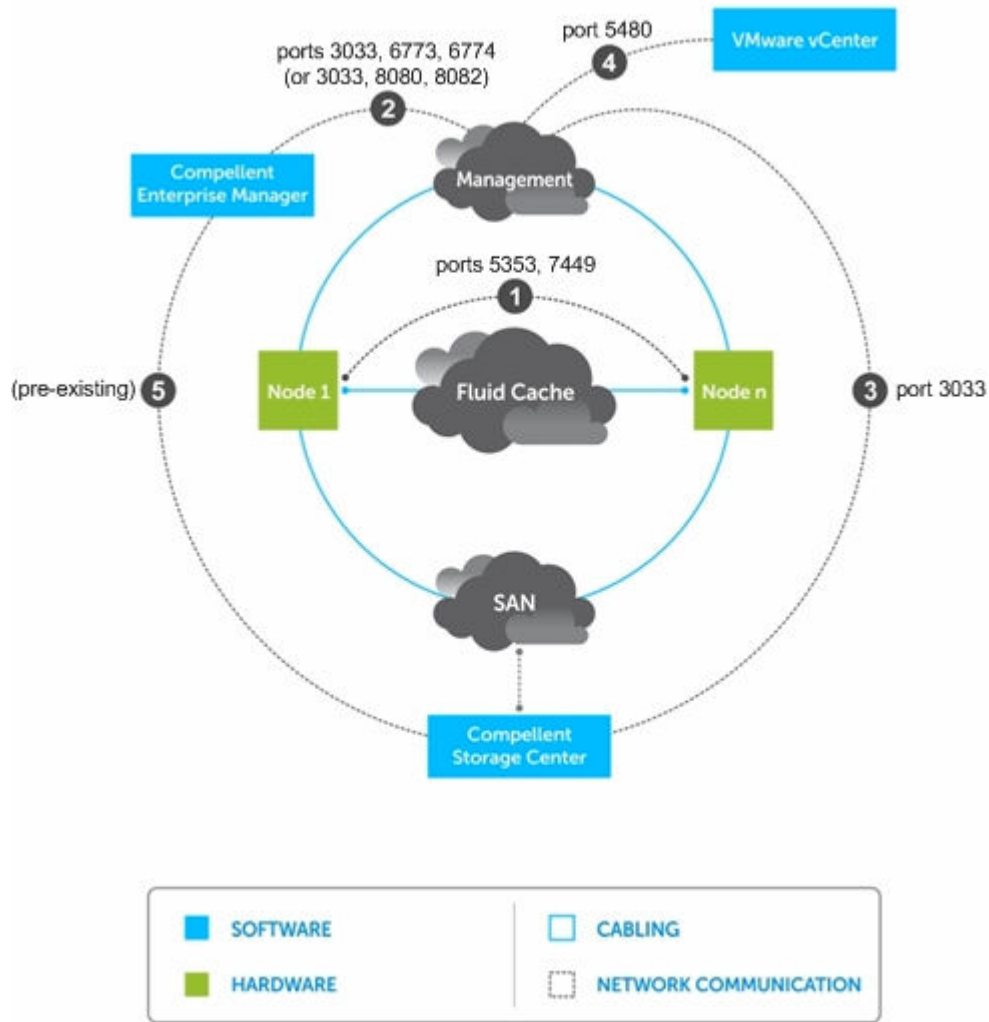 port 5480
VMware vCenter
4
ports 3033, 6773, 6774
(or 3033, 8080, 8082)
2
Compellent
Enterprise Manager
Management
ports 5353, 7449
1
Node 1
Fluid Cache
Node n
(pre-existing)
5
3
port 3033
SAN
Compellent
Storage Center
SOFTWARE
CABLING
HARDWARE
NETWORK COMMUNICATION